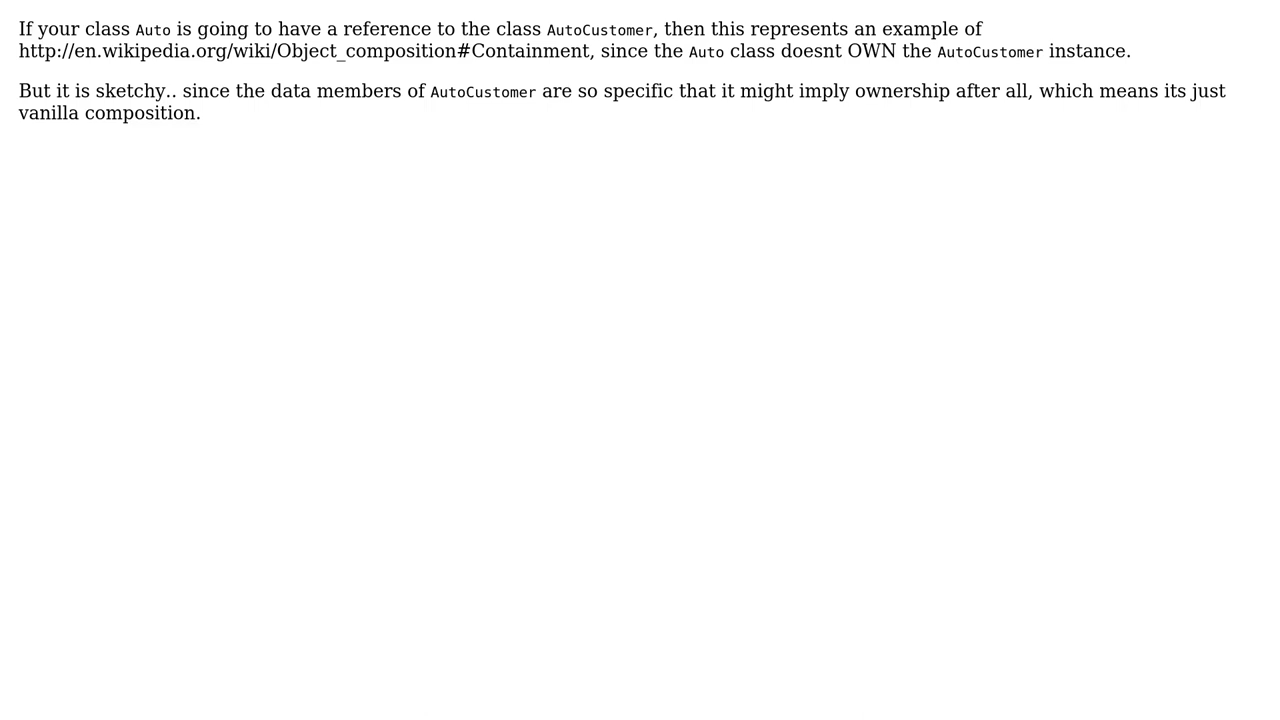 If your class Auto is going to have a reference to the class AutoCustomer, then this represents an example of
http://en.wikipedia.org/wiki/Object_composition#Containment, since the Auto class doesnt OWN the AutoCustomer instance.
But it is sketchy.. since the data members of AutoCustomer are so specific that it might imply ownership after all, which means its just
vanilla composition.